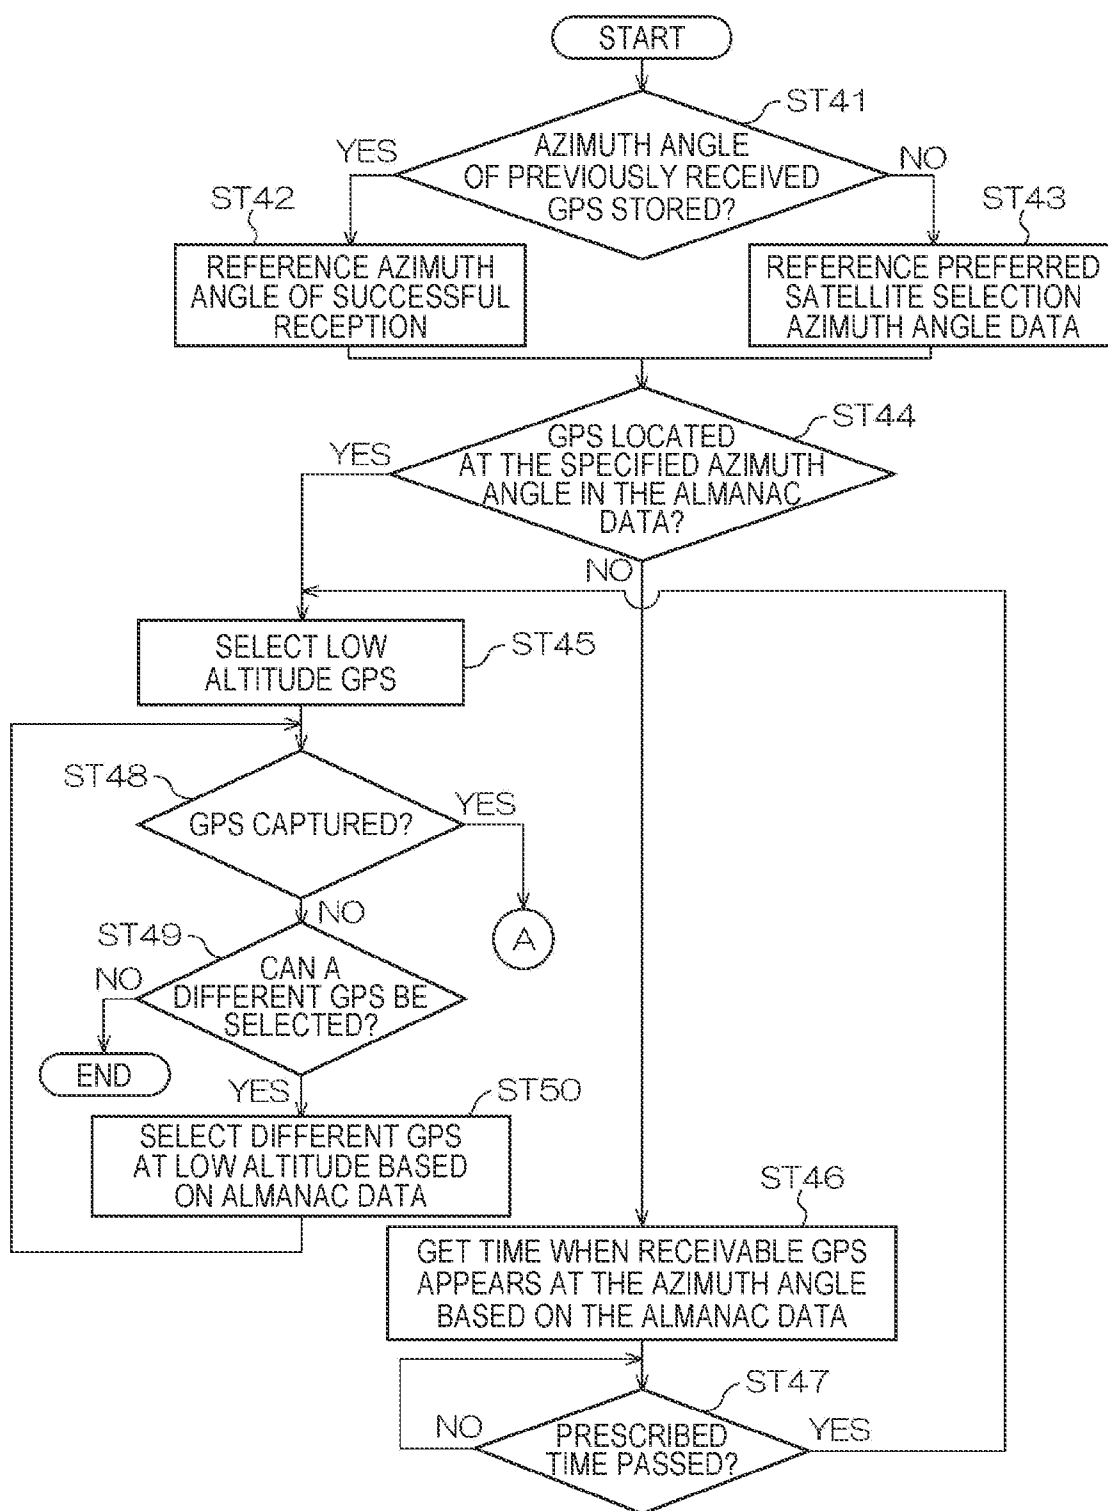 START
ST41
YES
AZIMUTH ANGLE
OF PREVIOUSLY RECEIVED
GPS STORED?
NO
ST42
ST43
REFERENCE AZIMUTH
ANGLE OF SUCCESSFUL
RECEPTION
REFERENCE PREFERRED
SATELLITE SELECTION
AZIMUTH ANGLE DATA
ST44
YES
GPS LOCATED
AT THE SPECIFIED AZIMUTH
ANGLE IN THE ALMANAC
DATA?
NO
SELECT LOW
ALTITUDE GPS
ST45
ST48
GPS CAPTURED?
YES
NO
A
ST49
NO
CAN A
DIFFERENT GPS BE
SELECTED?
END
YES
ST50
SELECT DIFFERENT GPS
AT LOW ALTITUDE BASED
ON ALMANAC DATA
ST46
GET TIME WHEN RECEIVABLE GPS
APPEARS AT THE AZIMUTH ANGLE
BASED ON THE ALMANAC DATA
ST47
NO
PRESCRIBED
TIME PASSED?
YES